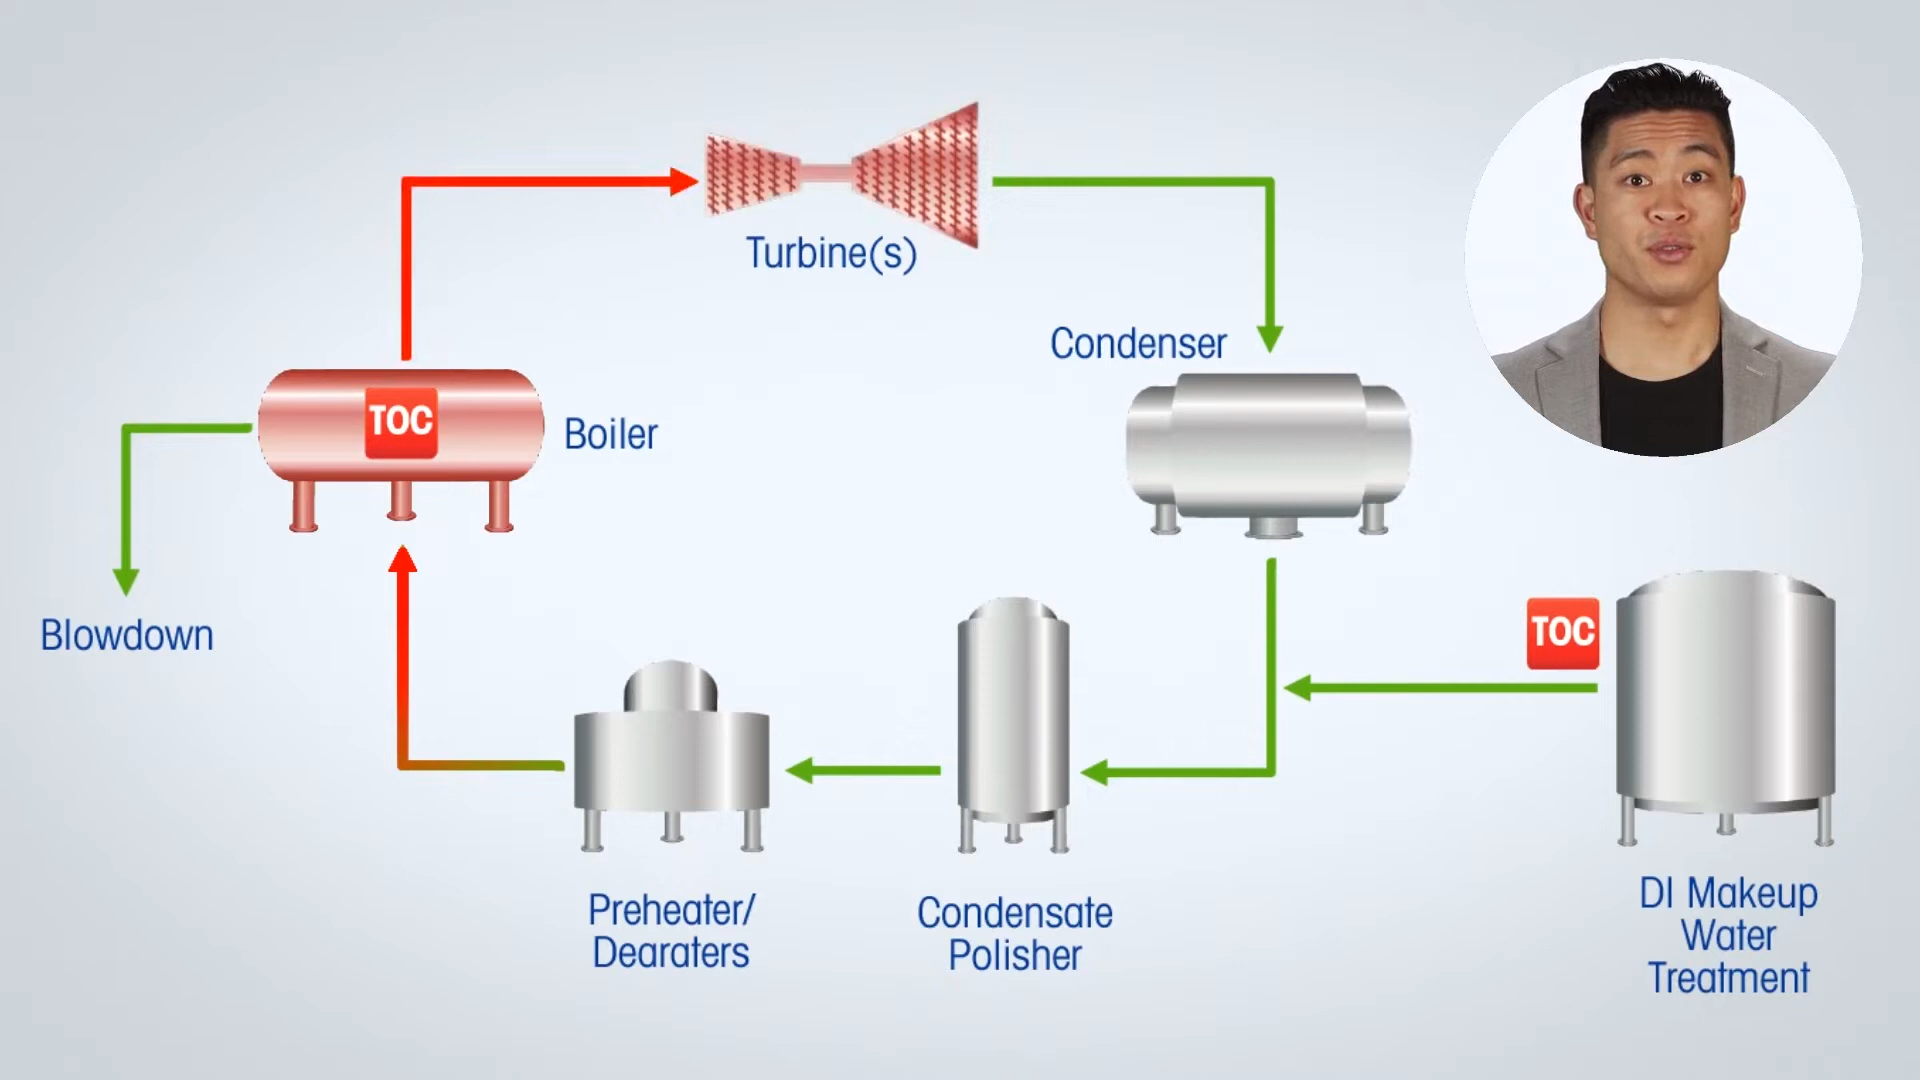 Turbine(s)
Condenser
TOC
Boiler
TOC
Blowdown
Preheater/
Dearaters
Condensate
Polisher
DI Makeup
Water
Treatment